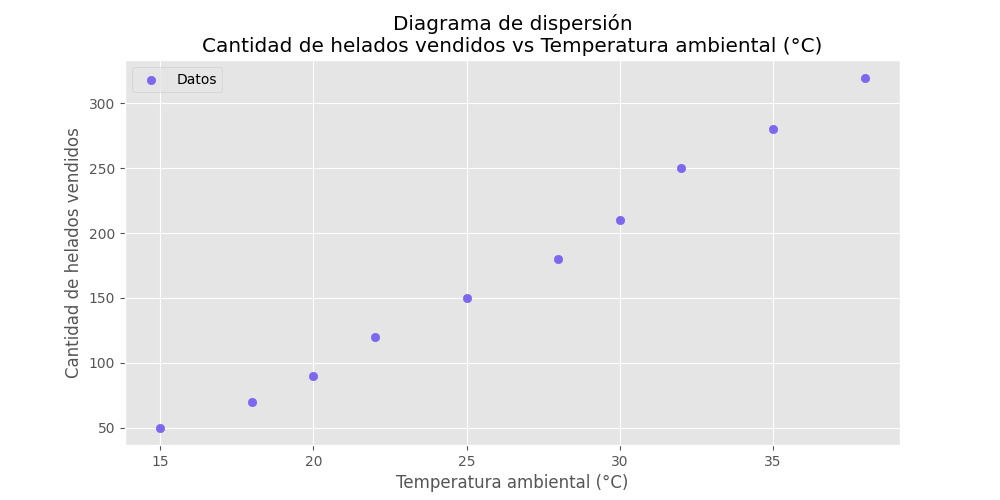 Diagrama de dispersión
Cantidad de helados vendidos vs Temperatura ambiental (°C)
Datos
Cantidad de helados vendidos
300
250
200
150
100
50
15 20 25 30 35
Temperatura ambiental (°C)